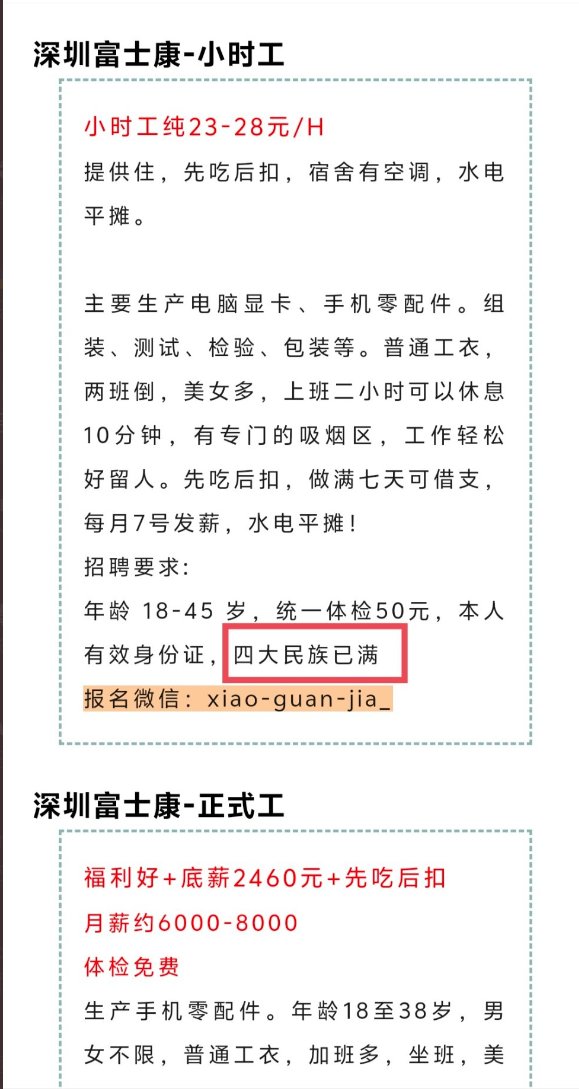 深圳富士康-小时工
小时工纯23-28元/H
提供住，先吃后扣，宿舍有空调，水电
平摊。
主要生产电脑显卡、手机零配件。组
装、测试、检验、包装等。普通工衣，
两班倒，美女多，上班二小时可以休息
10分钟，有专门的吸烟区，工作轻松
好留人。先吃后扣，做满七天可借支，
每月7号发薪，水电平摊！
招聘要求：
年龄 18-45 岁，统一体检50元，本人
有效身份证，四大民族已满
报名微信：xiao-guan-jia_
深圳富士康-正式工
福利好+底薪2460元+先吃后扣
月薪约6000-8000
体检免费
生产手机零配件。年龄18至38岁，男
女不限，普通工衣，加班多，坐班，美